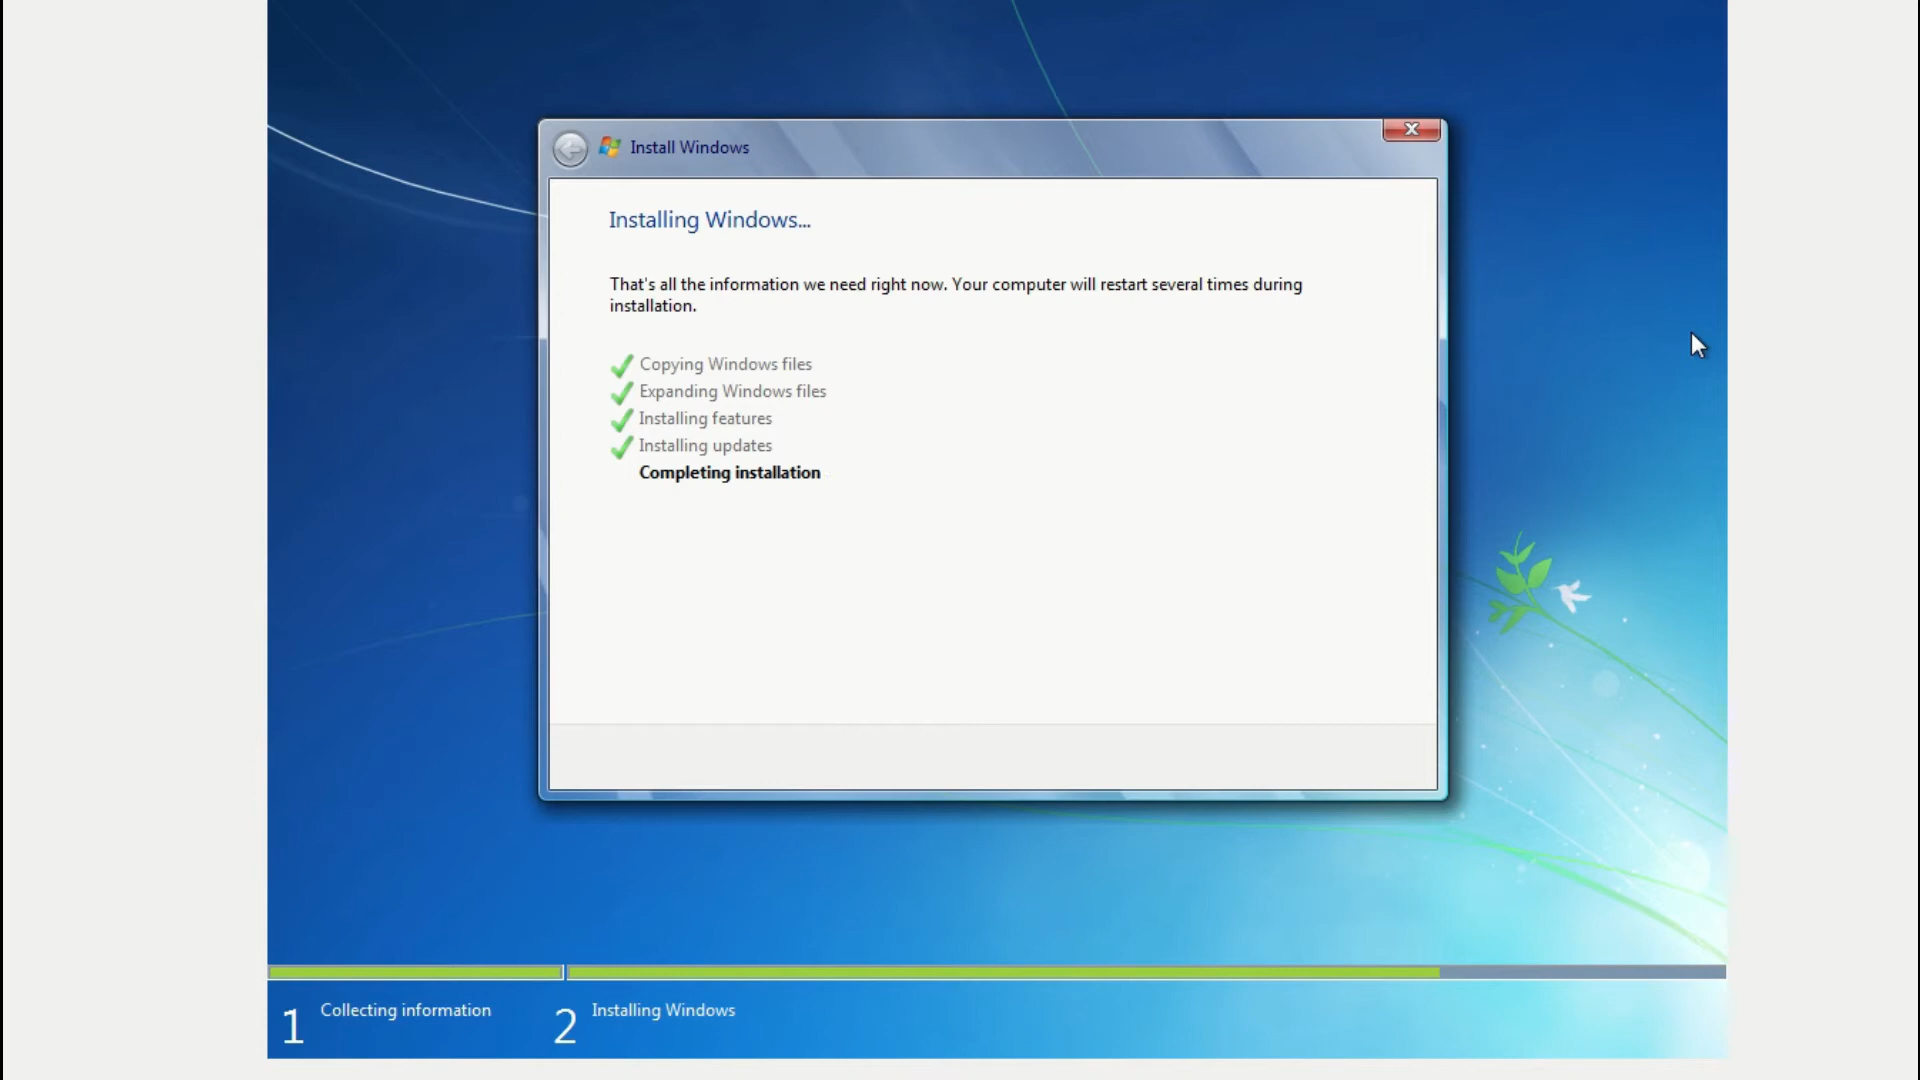 Install Windows
Installing Windows...
That's all the information we need right now. Your computer will restart several times during
installation.
Copying Windows files
Expanding Windows files
Installing features
Installing updates
Completing installation
1 Collecting information
2 Installing Windows